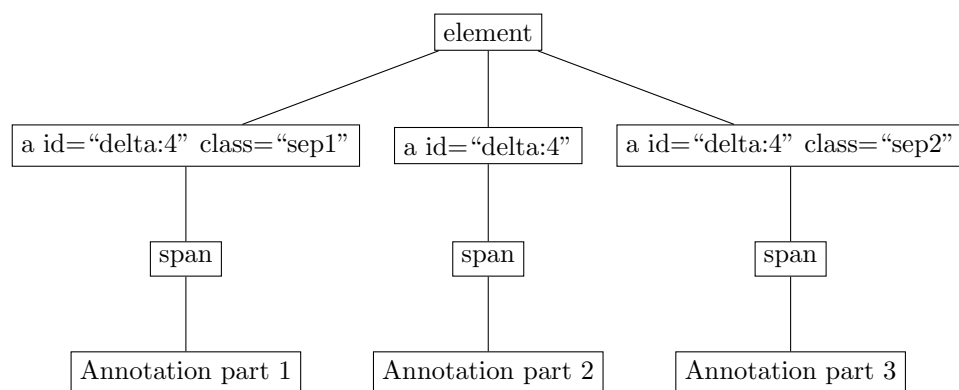 element
a id=“delta:4” class=“sep1”
a id=“delta:4”
a id=“delta:4” class=“sep2”
span
span
span
Annotation part 1
Annotation part 2
Annotation part 3